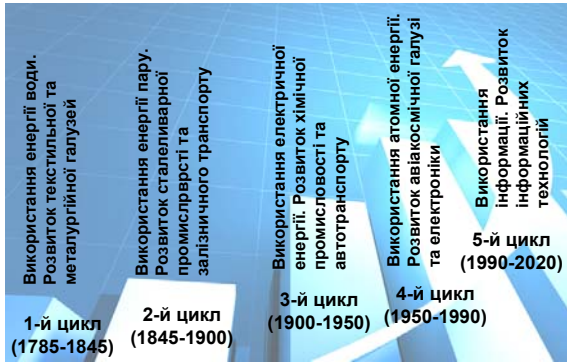 Використання енергії води.
Розвиток текстильної та
металургійної галузей
1-й цикл
(1785-1845)
Використання енергії пару.
Розвиток сталеливарної
промислрврсті та
залізничного транспорту
2-й цикл
(1845-1900)
Використання електричної
енергії. Розвиток хімічної
промисловості та
автотранспорту
3-й цикл
(1900-1950)
Використання атомної енергії.
Розвиток авіакосмічної галузі
та електроніки
4-й цикл
(1950-1990)
Використання
інформації. Розвиток
інформаційних
технологій
5-й цикл
(1990-2020)